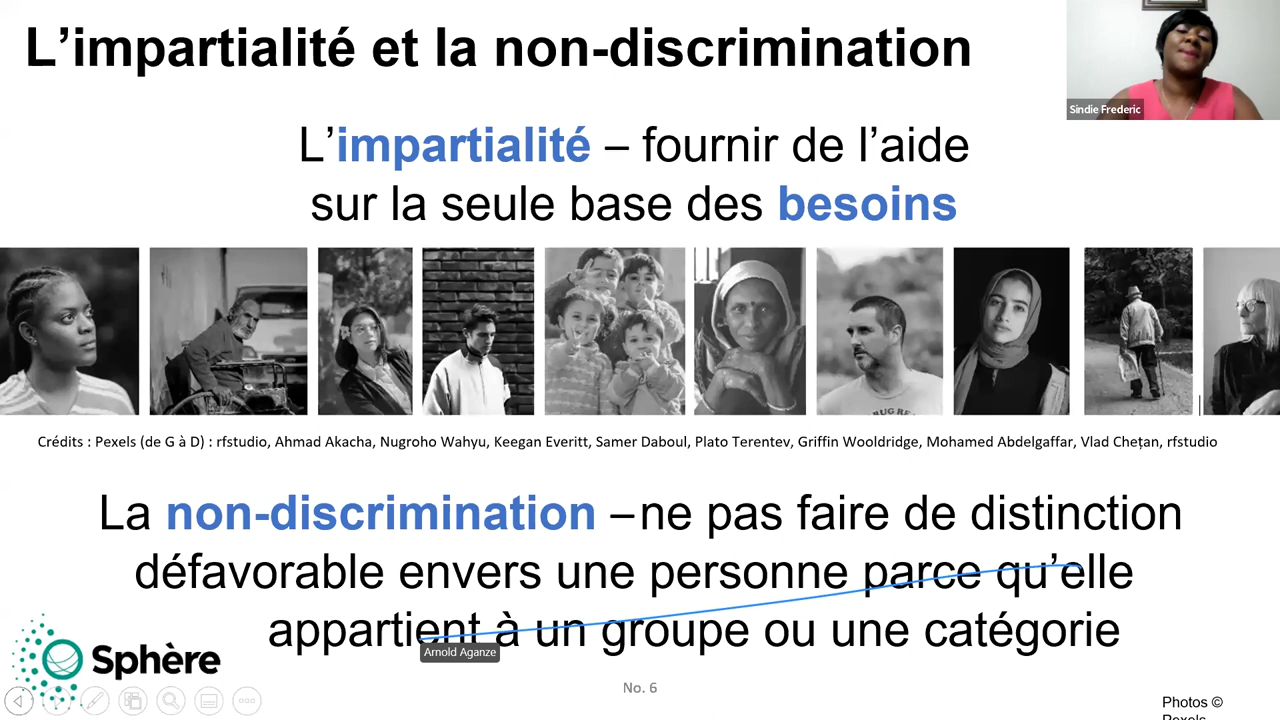 L’impartialité et la non-discrimination
Sindie Frederic
L’impartialité – fournir de l’aide
sur la seule base des besoins
Crédits : Pexels (de G à D) : rfstudio, Ahmad Akacha, Nugroho Wahyu, Keegan Everitt, Samer Daboul, Plato Terentev, Griffin Wooldridge, Mohamed Abdelgaffar, Vlad Chețan, rfstudio
La non-discrimination – ne pas faire de distinction
défavorable envers une personne parce qu’elle
appartient à un groupe ou une catégorie
Arnold Aganze
Sphère
No. 6
Photos ©
Pexels